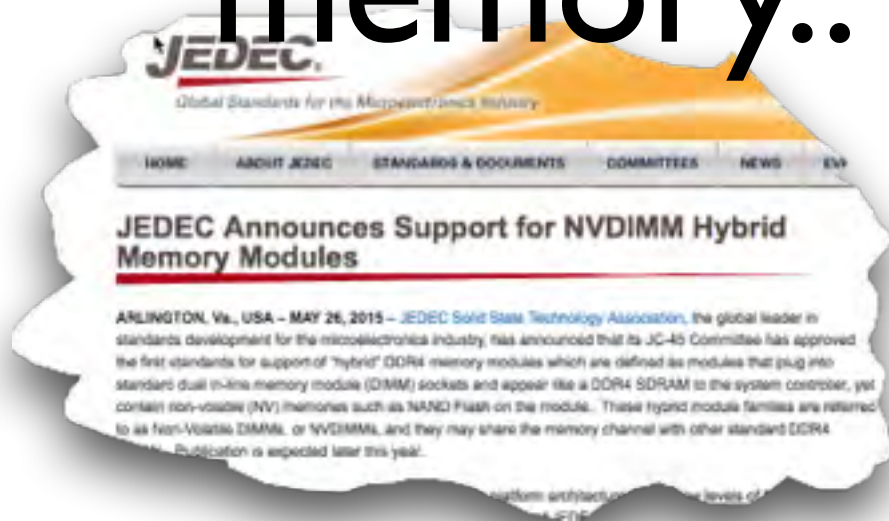 memory..
JEDEC.
Global Standards for the Microelectronics Industry
HOME ABOUT JEDEC STANDARDS & DOCUMENTS COMMITTEES NEWS
JEDEC Announces Support for NVDIMM Hybrid
Memory Modules
ARLINGTON, Va., USA – MAY 26, 2015 – JEDEC Solid State Technology Association, the global leader in
standards development for the microelectronics industry, has announced that its JC-45 Committee has approved
the first standards for support of "hybrid" DDR4 memory modules which are defined as modules that plug into
standard dual in-line memory module (DIMM) sockets and appear like a DDR4 SDRAM to the system controller, yet
contain non-volatile (NV) memories such as NAND Flash on the module. These hybrid module families are referred
to as Non-Volatile DIMMs, or NVDIMMs, and they may share the memory channel with other standard DDR4
Publication is expected later this year.
platform levels of